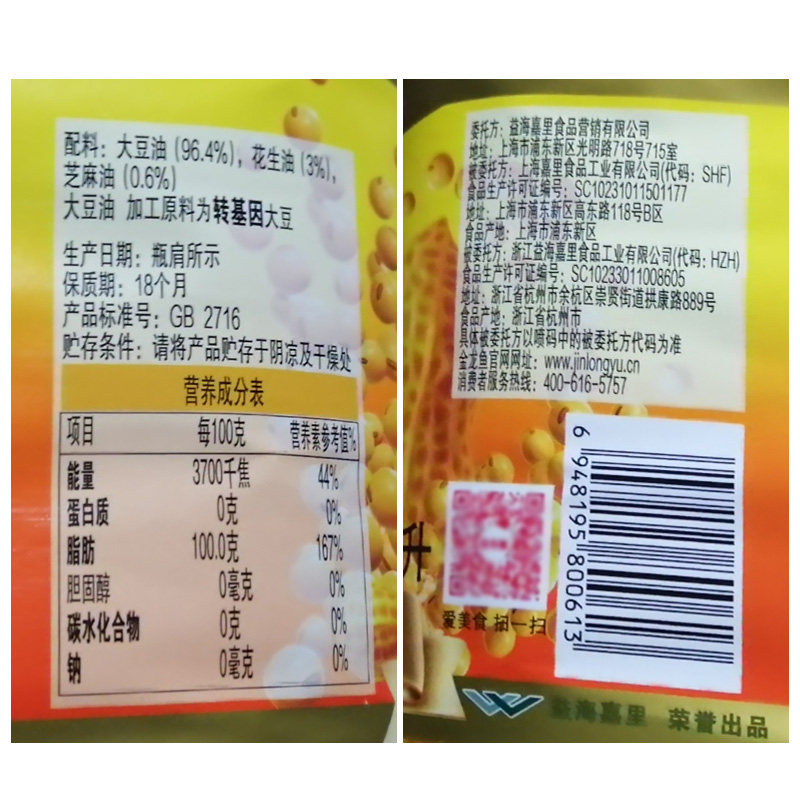 配料：大豆油 (96.4%)，花生油 (3%)，
芝麻油 (0.6%)
大豆油 加工原料为转基因大豆
生产日期：瓶肩所示
保质期：18个月
产品标准号：GB 2716
贮存条件：请将产品贮存于阴凉及干燥处
营养成分表
项目 每100克 营养素参考值%
能量 3700千焦 44%
蛋白质 0克 0%
脂肪 100.0克 167%
胆固醇 0毫克 0%
碳水化合物 0克 0%
钠 0毫克 0%
委托方：益海嘉里食品营销有限公司
地址：上海市浦东新区光明路718号715室
被委托方：上海嘉里食品工业有限公司(代码：SHF)
食品生产许可证编号：SC10231011501177
地址：上海市浦东新区高东路118号B区
食品产地：上海市浦东新区
被委托方：浙江益海嘉里食品工业有限公司(代码：HZH)
食品生产许可证编号：SC10233011008605
地址：浙江省杭州市余杭区崇贤街道拱康路889号
食品产地：浙江省杭州市
具体被委托方以喷码中的被委托方代码为准
金龙鱼官网网址：www.jinlongyu.cn
消费者服务热线：400-616-5757
升
6 948195 800613
爱美食 扫一扫
益海嘉里 荣誉出品